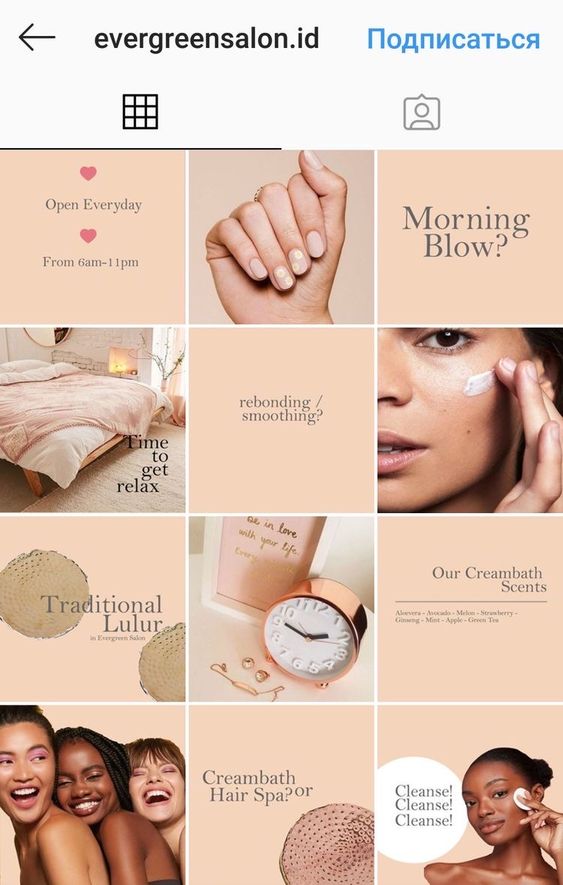 evergreensalon.id
Подписаться
Open Everyday
From 6am-11pm
Morning
Blow?
Time
to
get
relax
rebonding /
smoothing?
Traditional
Lulur
in Evergreen Salon
be in love
with your life.
Every
Our Creambath
Scents
Aloevera - Avocado - Melon - Strawberry -
Ginseng - Mint - Apple - Green Tea
Creambath
Hair Spa? or
Cleanse!
Cleanse!
Cleanse!